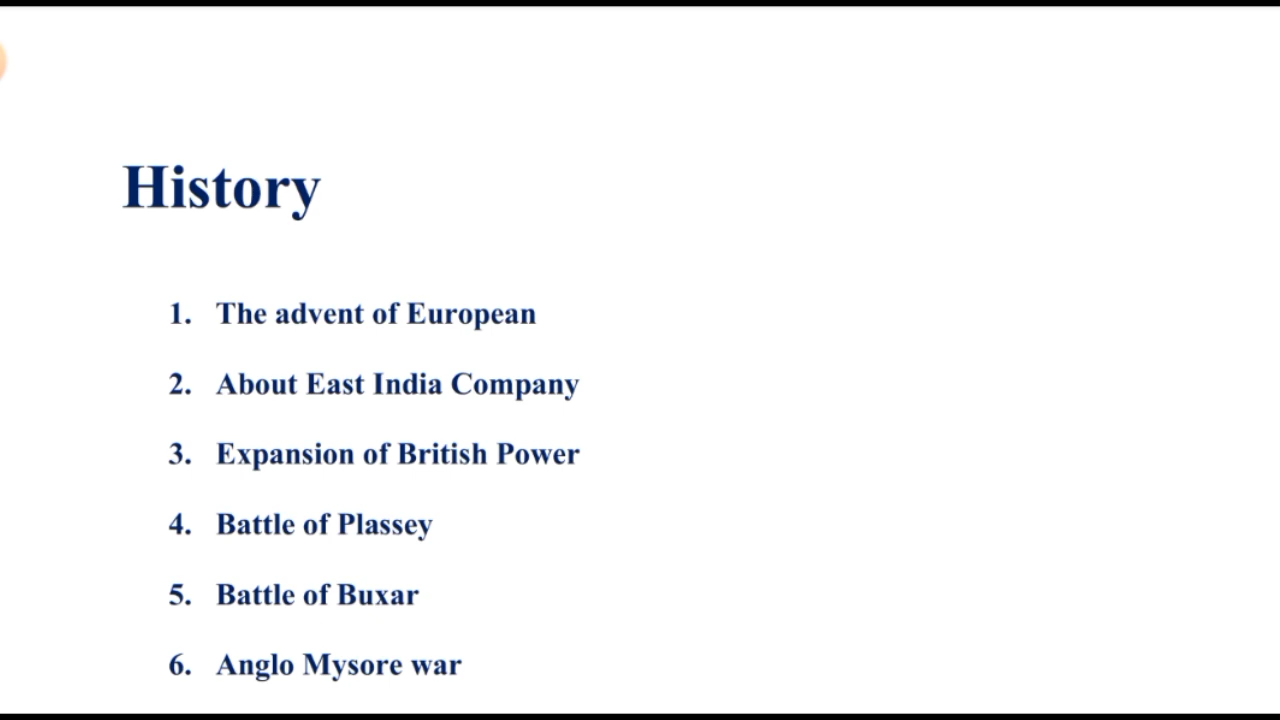 History
1. The advent of European
2. About East India Company
3. Expansion of British Power
4. Battle of Plassey
5. Battle of Buxar
6. Anglo Mysore war